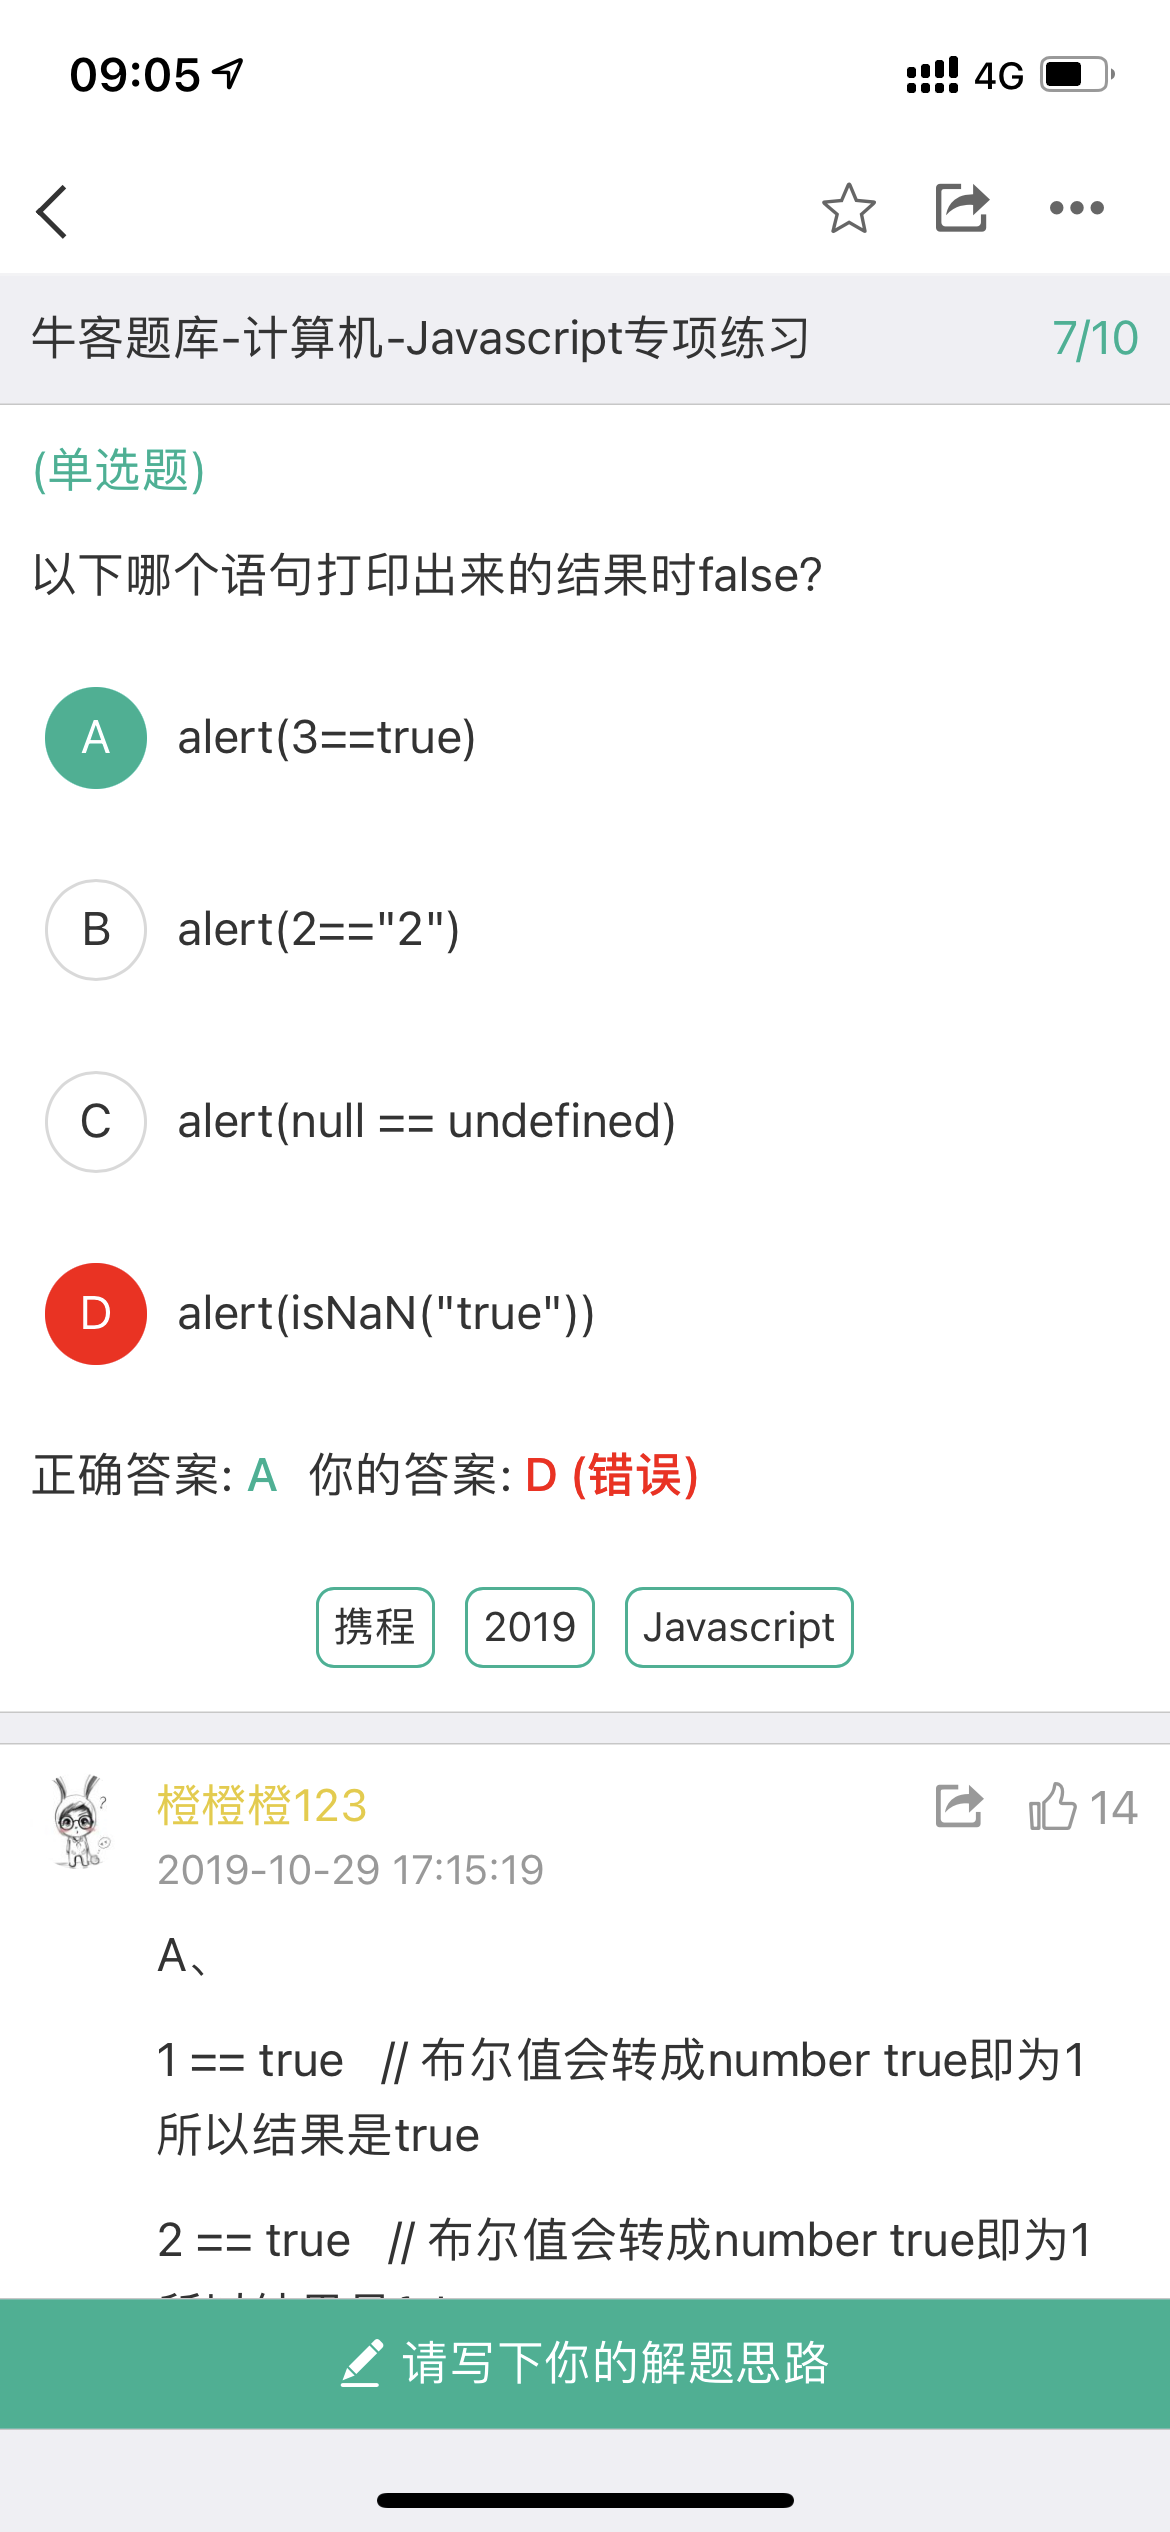 09:05
4G
牛客题库-计算机-Javascript专项练习
7/10
(单选题)
以下哪个语句打印出来的结果时false?
A alert(3==true)
B alert(2=="2")
C alert(null == undefined)
D alert(isNaN("true"))
正确答案: A 你的答案: D (错误)
携程 2019 Javascript
橙橙橙123
14
2019-10-29 17:15:19
A、
1 == true // 布尔值会转成number true即为1
所以结果是true
2 == true // 布尔值会转成number true即为1
请写下你的解题思路